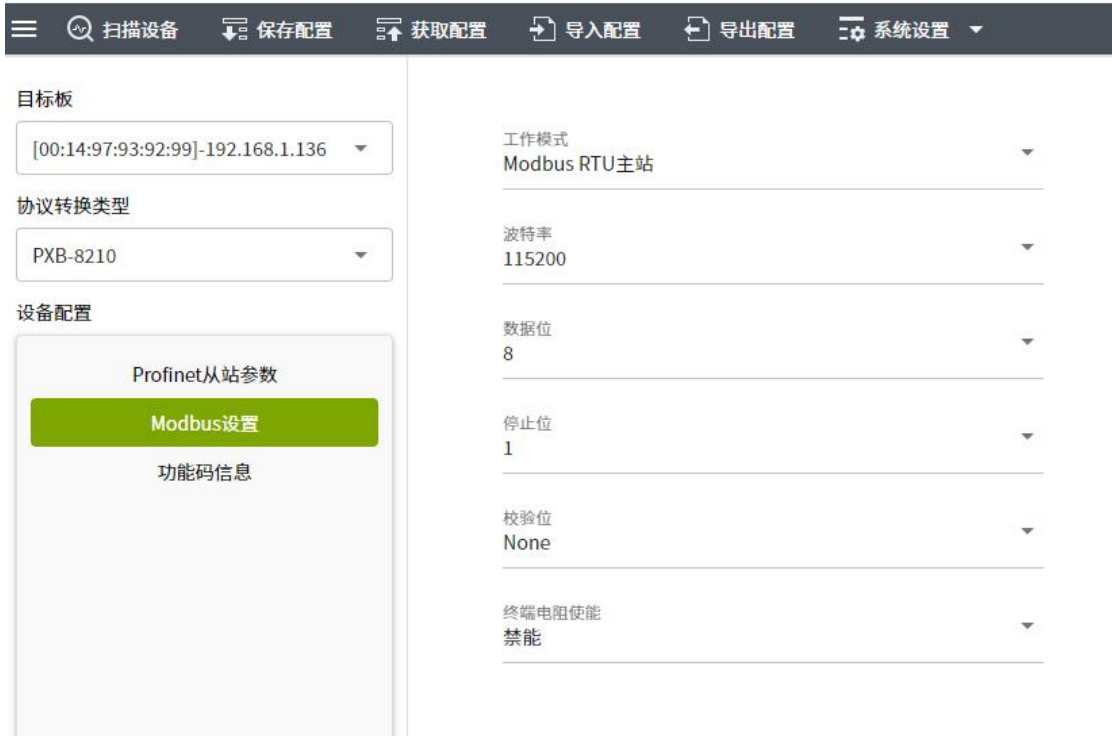 扫描设备 保存配置 获取配置 导入配置 导出配置 系统设置
目标板
[00:14:97:93:92:99]-192.168.1.136
协议转换类型
PXB-8210
设备配置
Profinet从站参数
Modbus设置
功能码信息
工作模式
Modbus RTU主站
波特率
115200
数据位
8
停止位
1
校验位
None
终端电阻使能
禁能